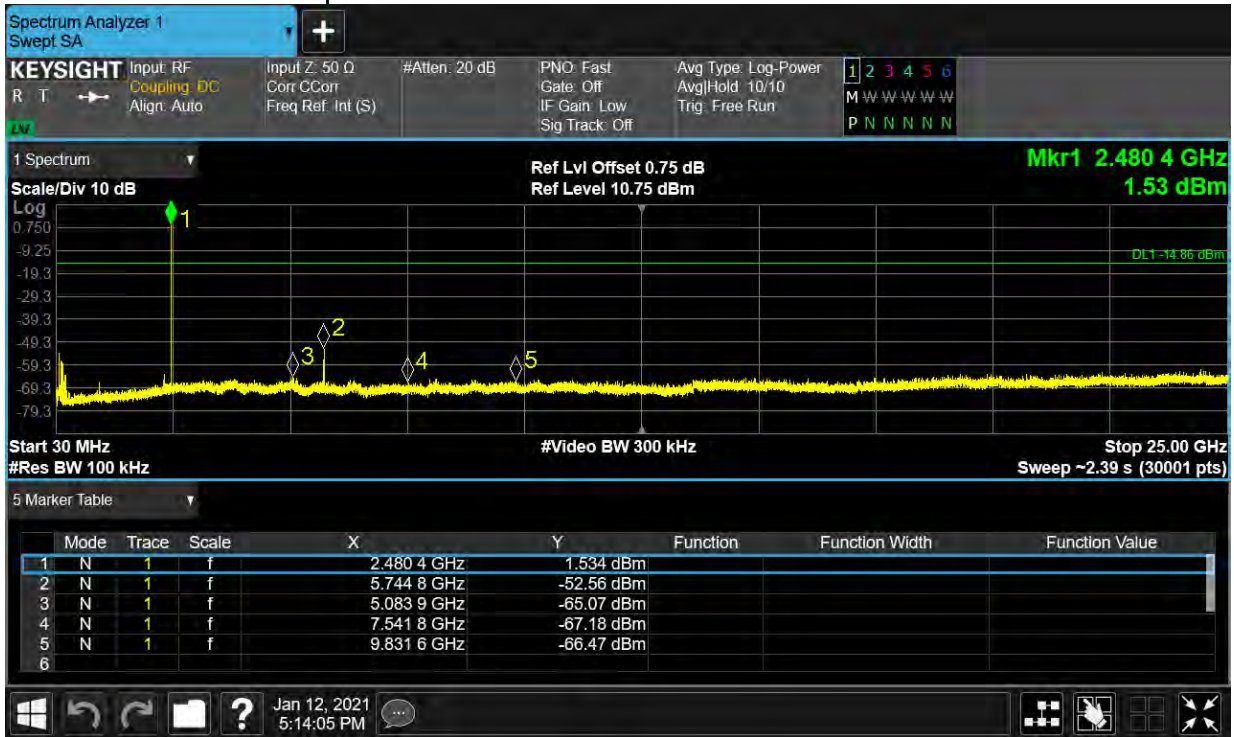 Spectrum Analyzer 1
Swept SA
+
KEYSIGHT Input: RF Input Z: 50 Ω #Atten: 20 dB PNO: Fast Avg Type: Log-Power 1 2 3 4 5 6
R T Coupling: DC Corr CCorr Gate: Off Avg|Hold: 10/10 M W W W W W
Align: Auto Freq Ref: Int (S) IF Gain: Low Trig: Free Run
Sig Track: Off P N N N N N N
1 Spectrum Ref Lvl Offset 0.75 dB Mkr1 2.480 4 GHz
Scale/Div 10 dB Ref Level 10.75 dBm 1.53 dBm
Log
1
0.750
-9.25
DL1 -14.86 dBm
-19.3
-29.3
-39.3
2
-49.3
3 4 5
-59.3
-69.3
-79.3
Start 30 MHz #Video BW 300 kHz Stop 25.00 GHz
#Res BW 100 kHz Sweep ~2.39 s (30001 pts)
5 Marker Table
Mode Trace Scale X Y Function Function Width Function Value
1 N 1 f 2.480 4 GHz 1.534 dBm
2 N 1 f 5.744 8 GHz -52.56 dBm
3 N 1 f 5.083 9 GHz -65.07 dBm
4 N 1 f 7.541 8 GHz -67.18 dBm
5 N 1 f 9.831 6 GHz -66.47 dBm
6
? Jan 12, 2021
5:14:05 PM